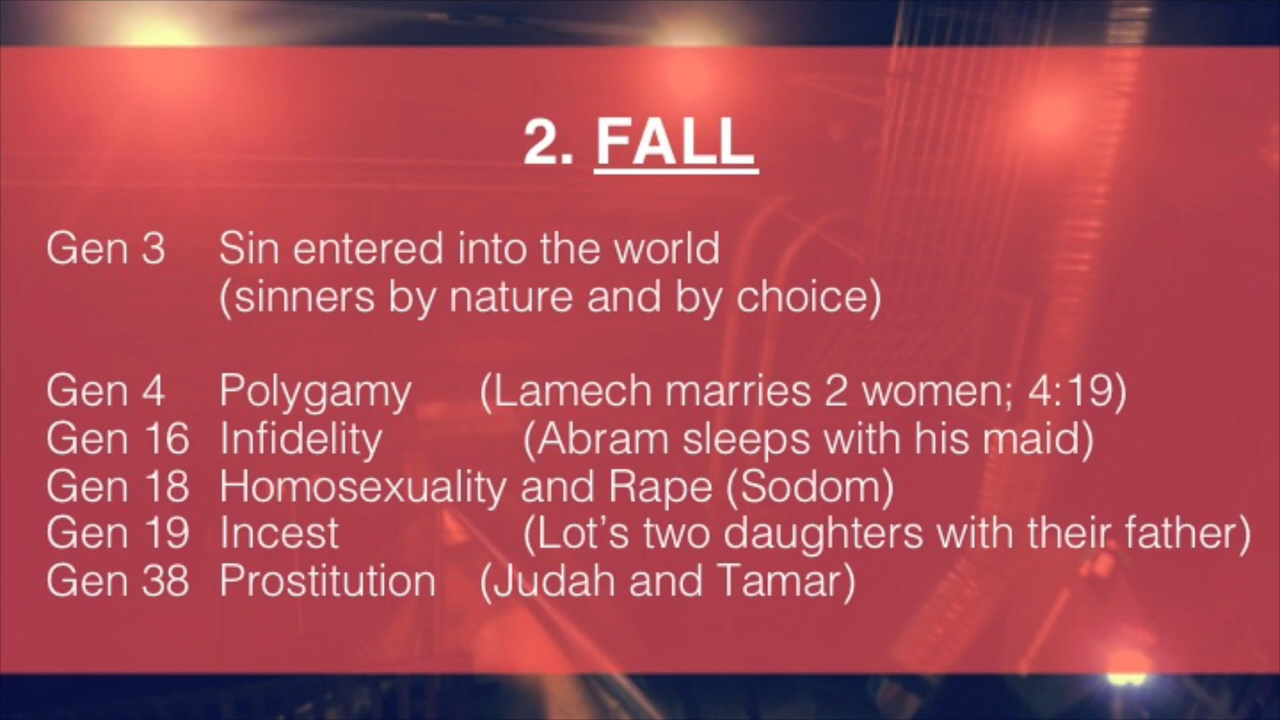 2. FALL
Gen 3 Sin entered into the world
(sinners by nature and by choice)
Gen 4 Polygamy (Lamech marries 2 women; 4:19)
Gen 16 Infidelity (Abram sleeps with his maid)
Gen 18 Homosexuality and Rape (Sodom)
Gen 19 Incest (Lot’s two daughters with their father)
Gen 38 Prostitution (Judah and Tamar)